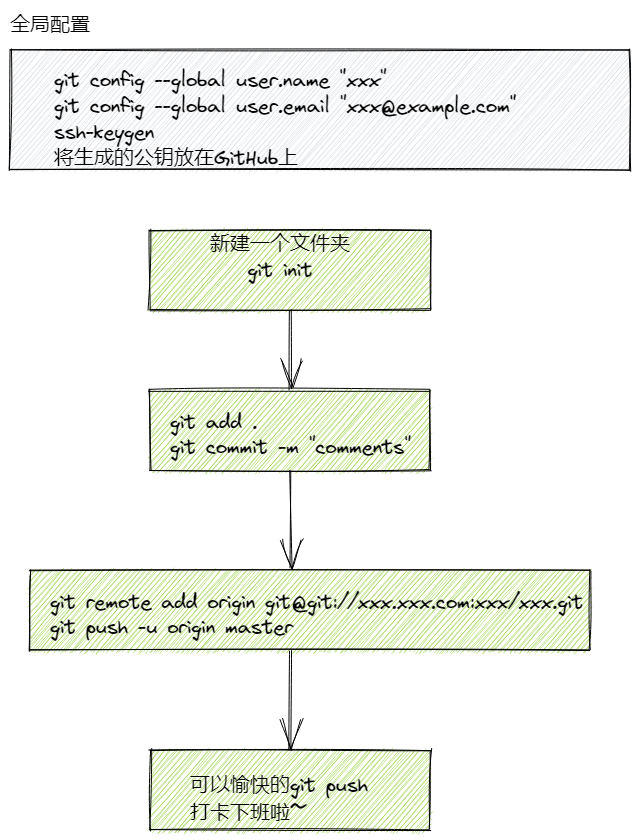 全局配置
git config --global user.name "xxx"
git config --global user.email "xxx@example.com"
ssh-keygen
将生成的公钥放在GitHub上
新建一个文件夹
git init
git add .
git commit -m "comments"
git remote add origin git@git://xxx.xxx.com:xxx/xxx.git
git push -u origin master
可以愉快的git push
打卡下班啦~